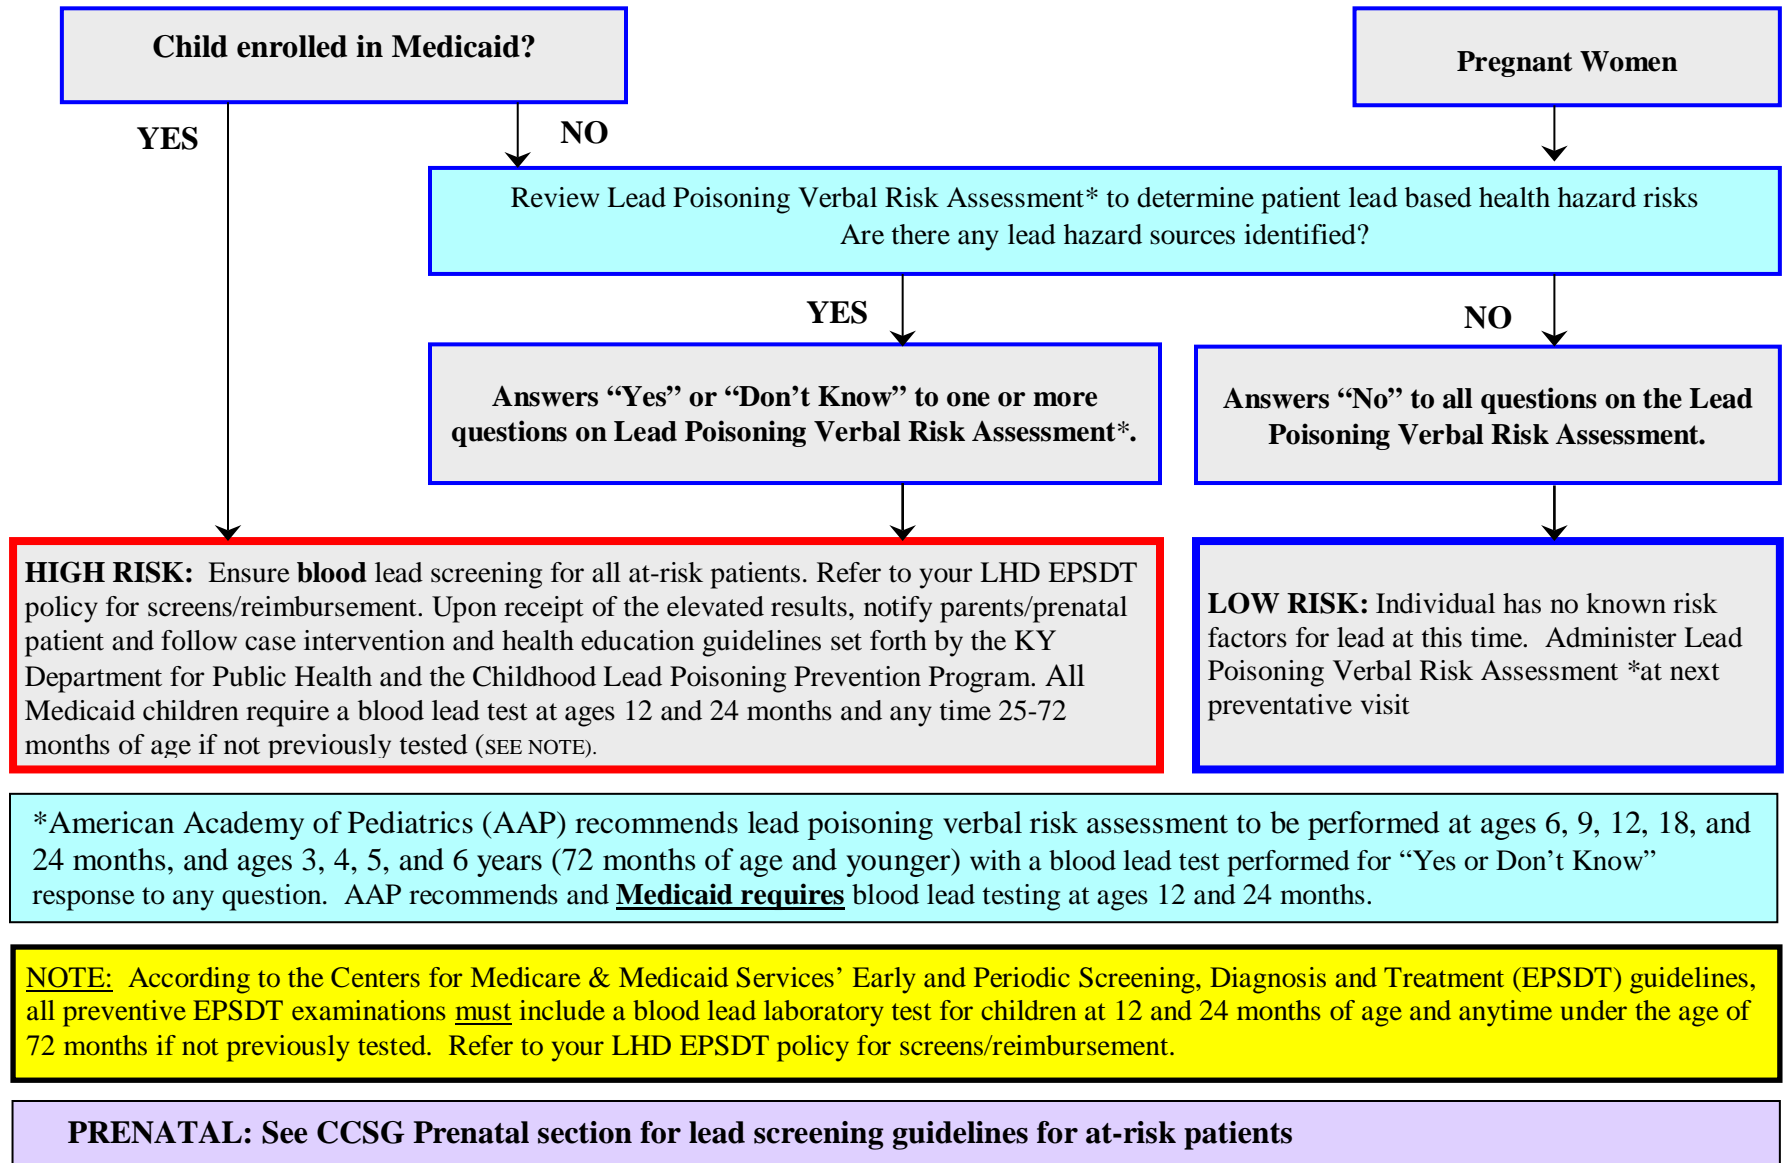 Child enrolled in Medicaid?
Pregnant Women
YES
NO
Review Lead Poisoning Verbal Risk Assessment* to determine patient lead based health hazard risks
Are there any lead hazard sources identified?
YES
NO
Answers “Yes” or “Don’t Know” to one or more
questions on Lead Poisoning Verbal Risk Assessment*.
Answers “No” to all questions on the Lead
Poisoning Verbal Risk Assessment.
HIGH RISK: Ensure blood lead screening for all at-risk patients. Refer to your LHD EPSDT
policy for screens/reimbursement. Upon receipt of the elevated results, notify parents/prenatal
patient and follow case intervention and health education guidelines set forth by the KY
Department for Public Health and the Childhood Lead Poisoning Prevention Program. All
Medicaid children require a blood lead test at ages 12 and 24 months and any time 25-72
months of age if not previously tested (SEE NOTE).
LOW RISK: Individual has no known risk
factors for lead at this time. Administer Lead
Poisoning Verbal Risk Assessment *at next
preventative visit
*American Academy of Pediatrics (AAP) recommends lead poisoning verbal risk assessment to be performed at ages 6, 9, 12, 18, and
24 months, and ages 3, 4, 5, and 6 years (72 months of age and younger) with a blood lead test performed for “Yes or Don’t Know”
response to any question. AAP recommends and Medicaid requires blood lead testing at ages 12 and 24 months.
NOTE: According to the Centers for Medicare & Medicaid Services’ Early and Periodic Screening, Diagnosis and Treatment (EPSDT) guidelines,
all preventive EPSDT examinations must include a blood lead laboratory test for children at 12 and 24 months of age and anytime under the age of
72 months if not previously tested. Refer to your LHD EPSDT policy for screens/reimbursement.
PRENATAL: See CCSG Prenatal section for lead screening guidelines for at-risk patients